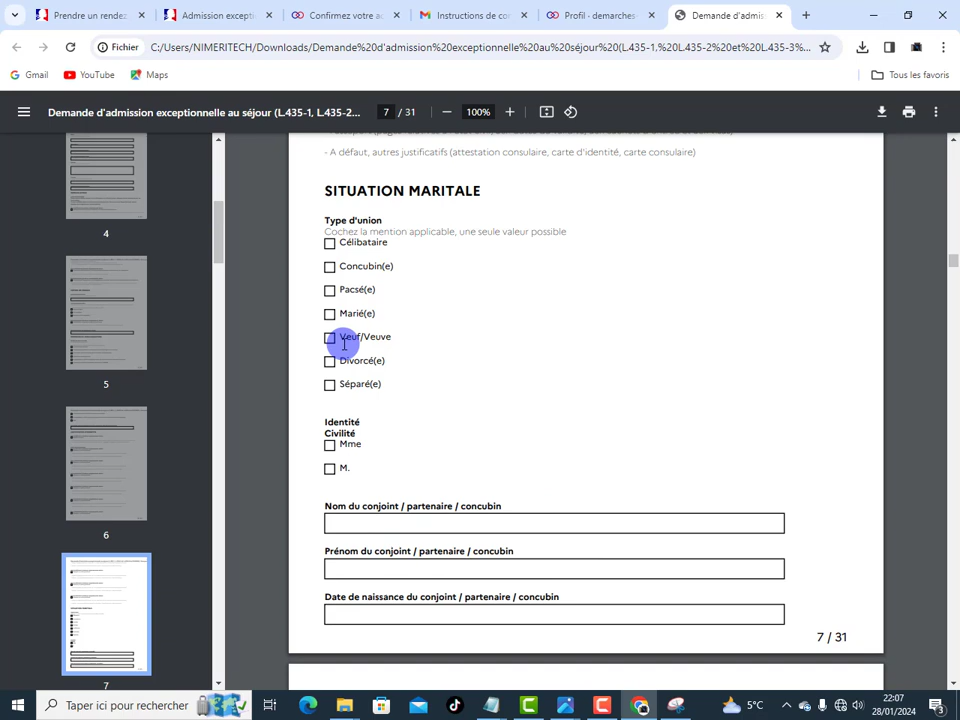 Prendre un rendez
Admission excepti
Confirmez votre ac
Instructions de con
Profil - demarches
Demande d'admis
Fichier
C:/Users/NIMERITECH/Downloads/Demande%20d'admission%20exceptionnelle%20au%20séjour%20(L.435-1,%20L.435-2%20et%20L.435-3%...
Gmail
YouTube
Maps
Tous les favoris
Demande d'admission exceptionnelle au séjour (L.435-1, L.435-2...
7 / 31
100%
- A défaut, autres justificatifs (attestation consulaire, carte d'identité, carte consulaire)
SITUATION MARITALE
Type d'union
Cochez la mention applicable, une seule valeur possible
Célibataire
Concubin(e)
Pacsé(e)
Marié(e)
Veuf/Veuve
Divorcé(e)
Séparé(e)
Identité
Civilité
Mme
M.
Nom du conjoint / partenaire / concubin
Prénom du conjoint / partenaire / concubin
Date de naissance du conjoint / partenaire / concubin
7 / 31
4
5
6
7
Taper ici pour rechercher
5°C
22:07
28/01/2024
3